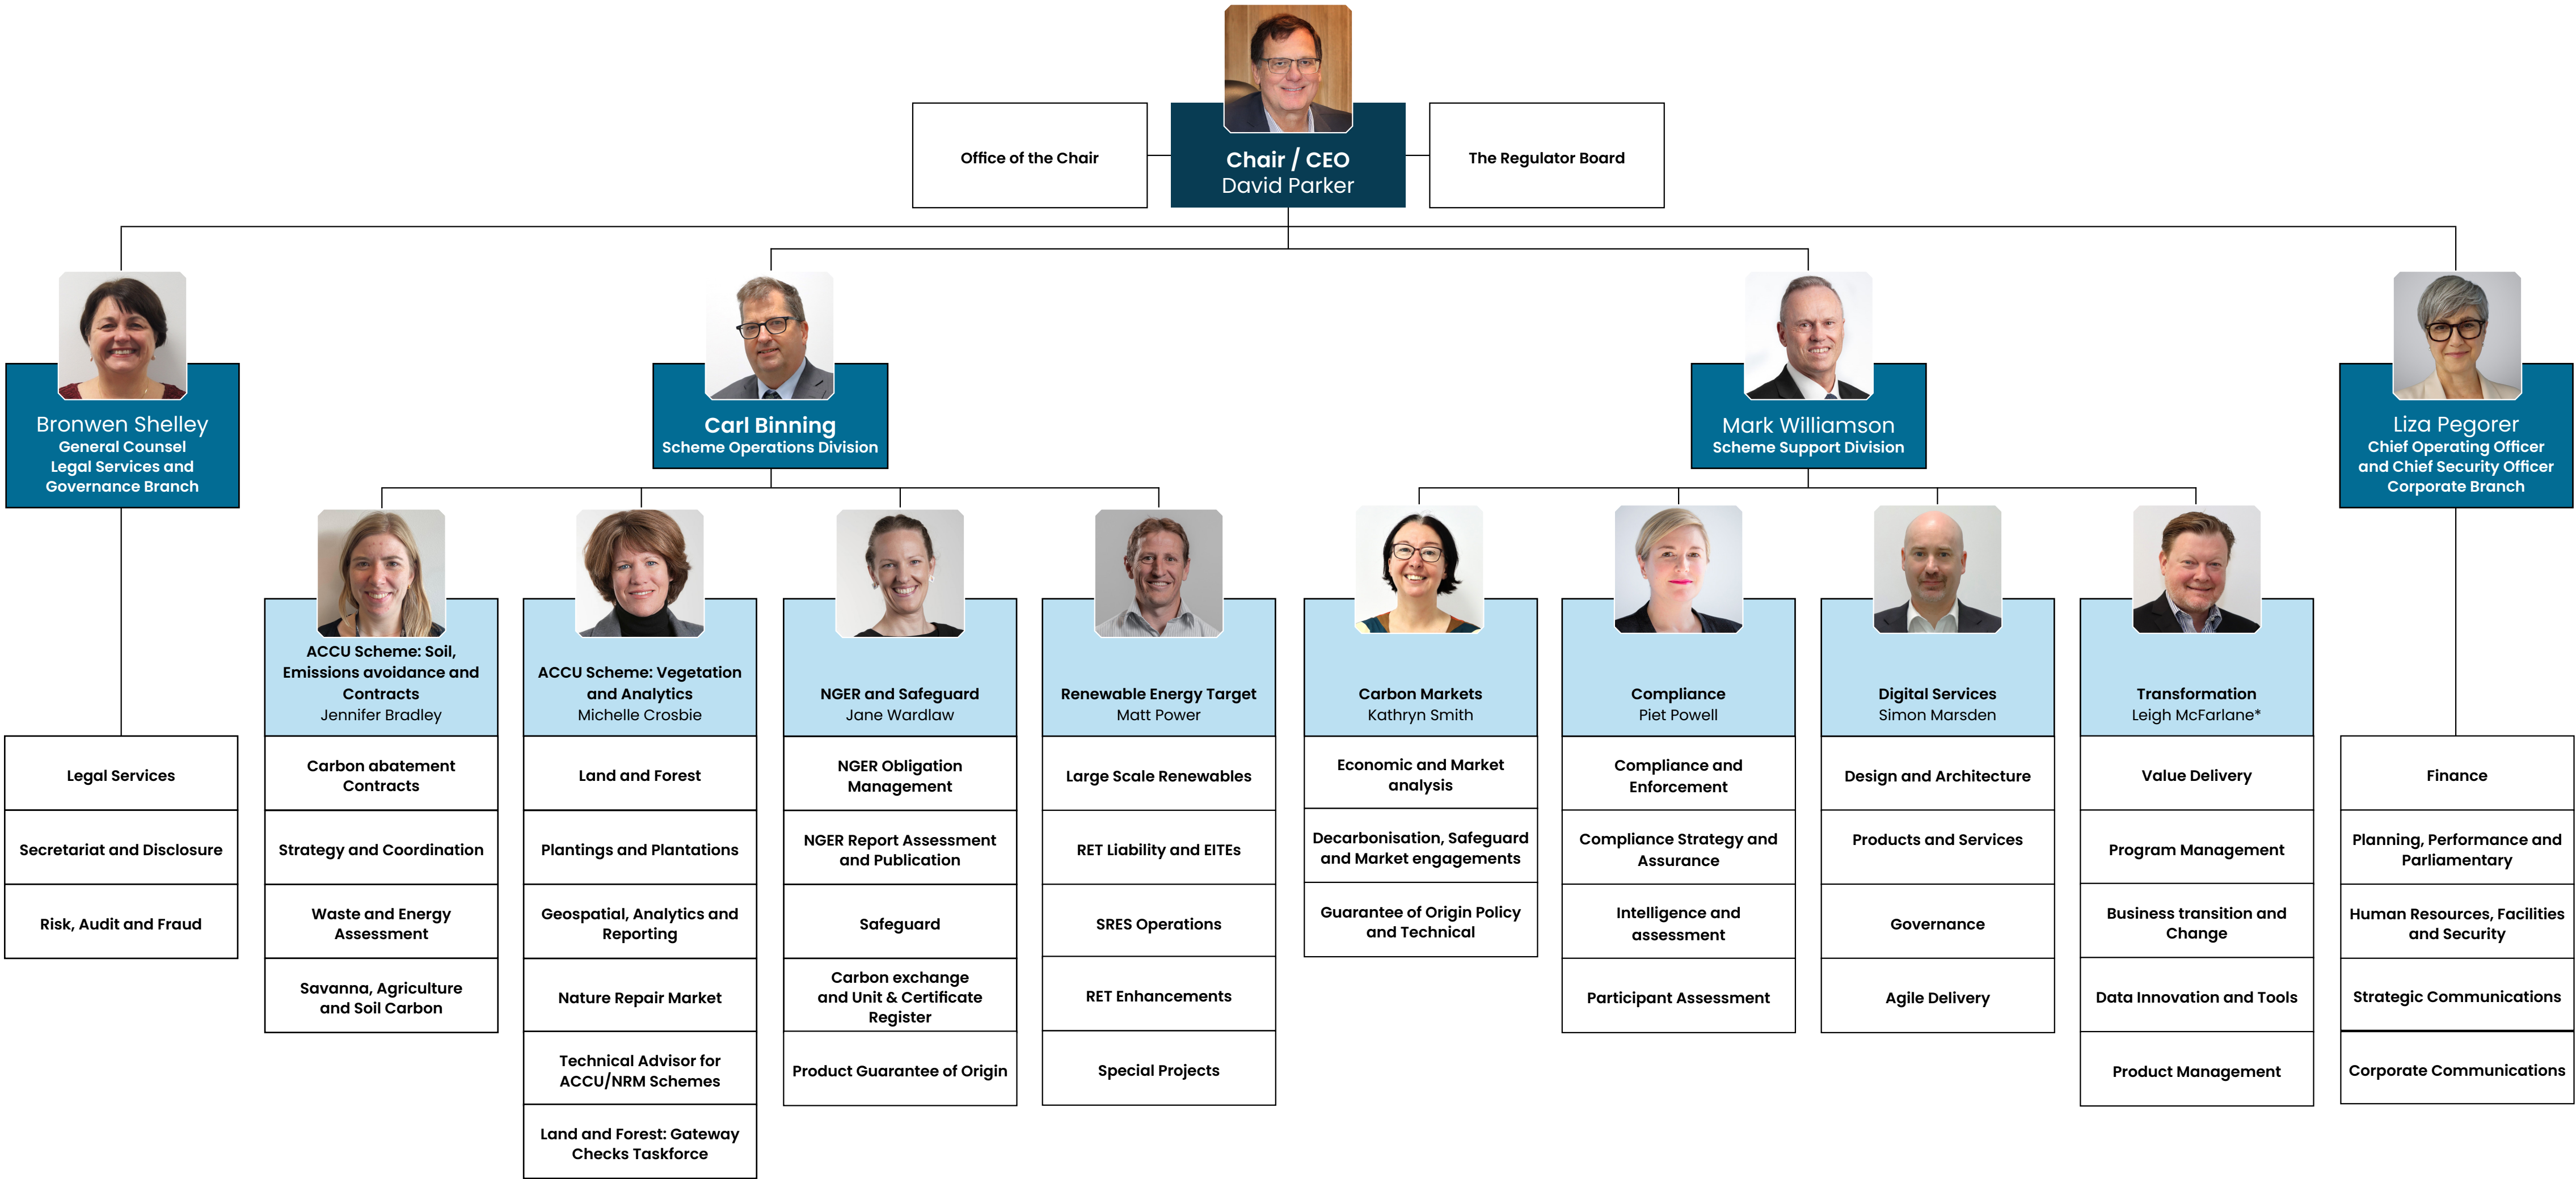 Office of the Chair
Chair / CEO
David Parker
The Regulator Board
Bronwen Shelley
General Counsel
Legal Services and
Governance Branch
Carl Binning
Scheme Operations Division
Mark Williamson
Scheme Support Division
Liza Pegorer
Chief Operating Officer
and Chief Security Officer
Corporate Branch
Legal Services
Secretariat and Disclosure
Risk, Audit and Fraud
ACCU Scheme: Soil,
Emissions avoidance and
Contracts
Jennifer Bradley
Carbon abatement
Contracts
Strategy and Coordination
Waste and Energy
Assessment
Savanna, Agriculture
and Soil Carbon
ACCU Scheme: Vegetation
and Analytics
Michelle Crosbie
Land and Forest
Plantings and Plantations
Geospatial, Analytics and
Reporting
Nature Repair Market
Technical Advisor for
ACCU/NRM Schemes
Land and Forest: Gateway
Checks Taskforce
NGER and Safeguard
Jane Wardlaw
NGER Obligation
Management
NGER Report Assessment
and Publication
Safeguard
Carbon exchange
and Unit & Certificate
Register
Product Guarantee of Origin
Renewable Energy Target
Matt Power
Large Scale Renewables
RET Liability and EITEs
SRES Operations
RET Enhancements
Special Projects
Carbon Markets
Kathryn Smith
Economic and Market
analysis
Decarbonisation, Safeguard
and Market engagements
Guarantee of Origin Policy
and Technical
Compliance
Piet Powell
Compliance and
Enforcement
Compliance Strategy and
Assurance
Intelligence and
assessment
Participant Assessment
Digital Services
Simon Marsden
Design and Architecture
Products and Services
Governance
Agile Delivery
Transformation
Leigh McFarlane*
Value Delivery
Program Management
Business transition and
Change
Data Innovation and Tools
Product Management
Finance
Planning, Performance and
Parliamentary
Human Resources, Facilities
and Security
Strategic Communications
Corporate Communications